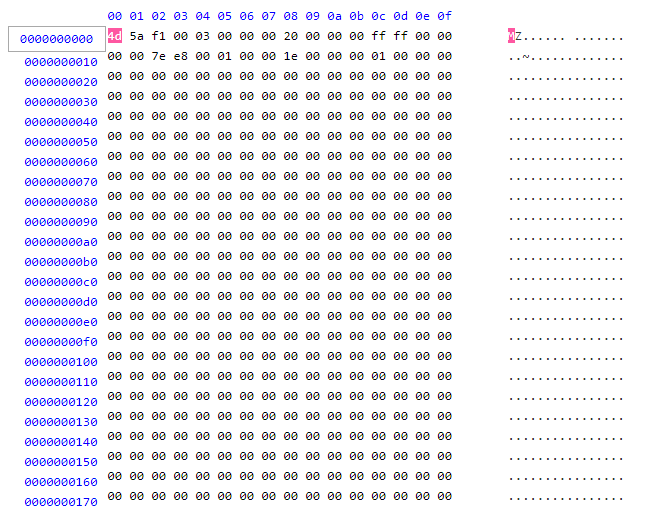 00 01 02 03 04 05 06 07 08 09 0a 0b 0c 0d 0e 0f
0000000000 4d 5a f1 00 03 00 00 00 20 00 00 00 ff ff 00 00 MZ...... .......
0000000010 00 00 7e e8 00 01 00 00 1e 00 00 00 01 00 00 00 ..~.............
0000000020 00 00 00 00 00 00 00 00 00 00 00 00 00 00 00 00 ................
0000000030 00 00 00 00 00 00 00 00 00 00 00 00 00 00 00 00 ................
0000000040 00 00 00 00 00 00 00 00 00 00 00 00 00 00 00 00 ................
0000000050 00 00 00 00 00 00 00 00 00 00 00 00 00 00 00 00 ................
0000000060 00 00 00 00 00 00 00 00 00 00 00 00 00 00 00 00 ................
0000000070 00 00 00 00 00 00 00 00 00 00 00 00 00 00 00 00 ................
0000000080 00 00 00 00 00 00 00 00 00 00 00 00 00 00 00 00 ................
0000000090 00 00 00 00 00 00 00 00 00 00 00 00 00 00 00 00 ................
00000000a0 00 00 00 00 00 00 00 00 00 00 00 00 00 00 00 00 ................
00000000b0 00 00 00 00 00 00 00 00 00 00 00 00 00 00 00 00 ................
00000000c0 00 00 00 00 00 00 00 00 00 00 00 00 00 00 00 00 ................
00000000d0 00 00 00 00 00 00 00 00 00 00 00 00 00 00 00 00 ................
00000000e0 00 00 00 00 00 00 00 00 00 00 00 00 00 00 00 00 ................
00000000f0 00 00 00 00 00 00 00 00 00 00 00 00 00 00 00 00 ................
0000000100 00 00 00 00 00 00 00 00 00 00 00 00 00 00 00 00 ................
0000000110 00 00 00 00 00 00 00 00 00 00 00 00 00 00 00 00 ................
0000000120 00 00 00 00 00 00 00 00 00 00 00 00 00 00 00 00 ................
0000000130 00 00 00 00 00 00 00 00 00 00 00 00 00 00 00 00 ................
0000000140 00 00 00 00 00 00 00 00 00 00 00 00 00 00 00 00 ................
0000000150 00 00 00 00 00 00 00 00 00 00 00 00 00 00 00 00 ................
0000000160 00 00 00 00 00 00 00 00 00 00 00 00 00 00 00 00 ................
0000000170 00 00 00 00 00 00 00 00 00 00 00 00 00 00 00 00 ................